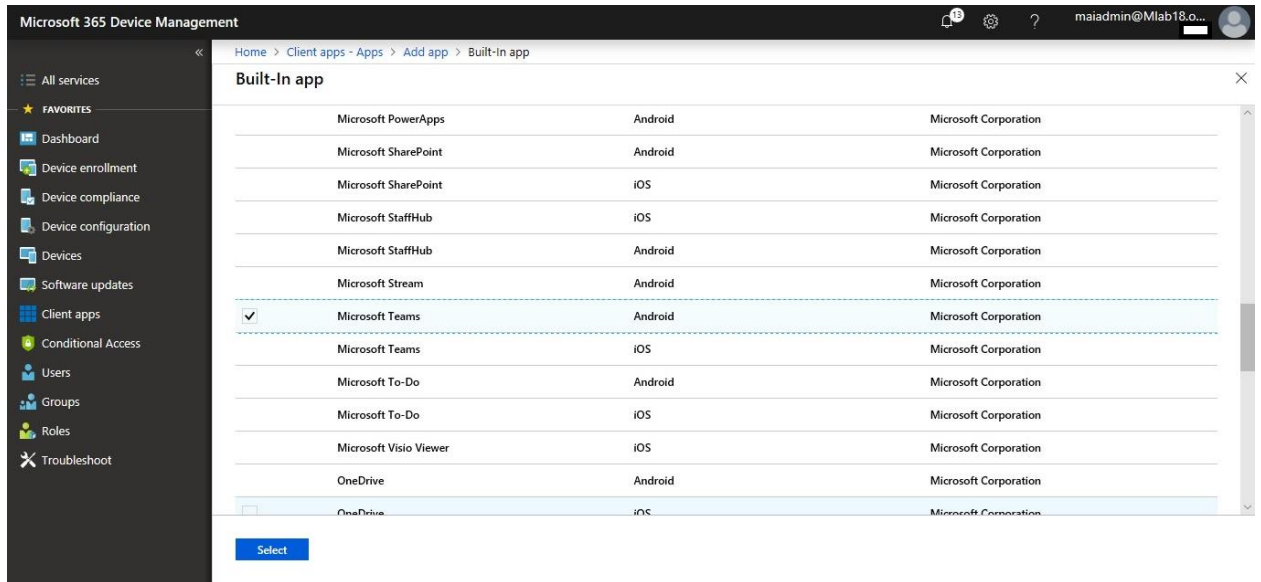 Microsoft 365 Device Management
13
?
maiadmin@Mlab18.o...
«
Home > Client apps - Apps > Add app > Built-In app
Built-In app
All services
FAVORITES
Dashboard
Device enrollment
Device compliance
Device configuration
Devices
Software updates
Client apps
Conditional Access
Users
Groups
Roles
Troubleshoot
Microsoft PowerApps Android Microsoft Corporation
Microsoft SharePoint Android Microsoft Corporation
Microsoft SharePoint iOS Microsoft Corporation
Microsoft StaffHub iOS Microsoft Corporation
Microsoft StaffHub Android Microsoft Corporation
Microsoft Stream Android Microsoft Corporation
Microsoft Teams Android Microsoft Corporation
Microsoft Teams iOS Microsoft Corporation
Microsoft To-Do Android Microsoft Corporation
Microsoft To-Do iOS Microsoft Corporation
Microsoft Visio Viewer iOS Microsoft Corporation
OneDrive Android Microsoft Corporation
OneDrive iOS Microsoft Corporation
Select